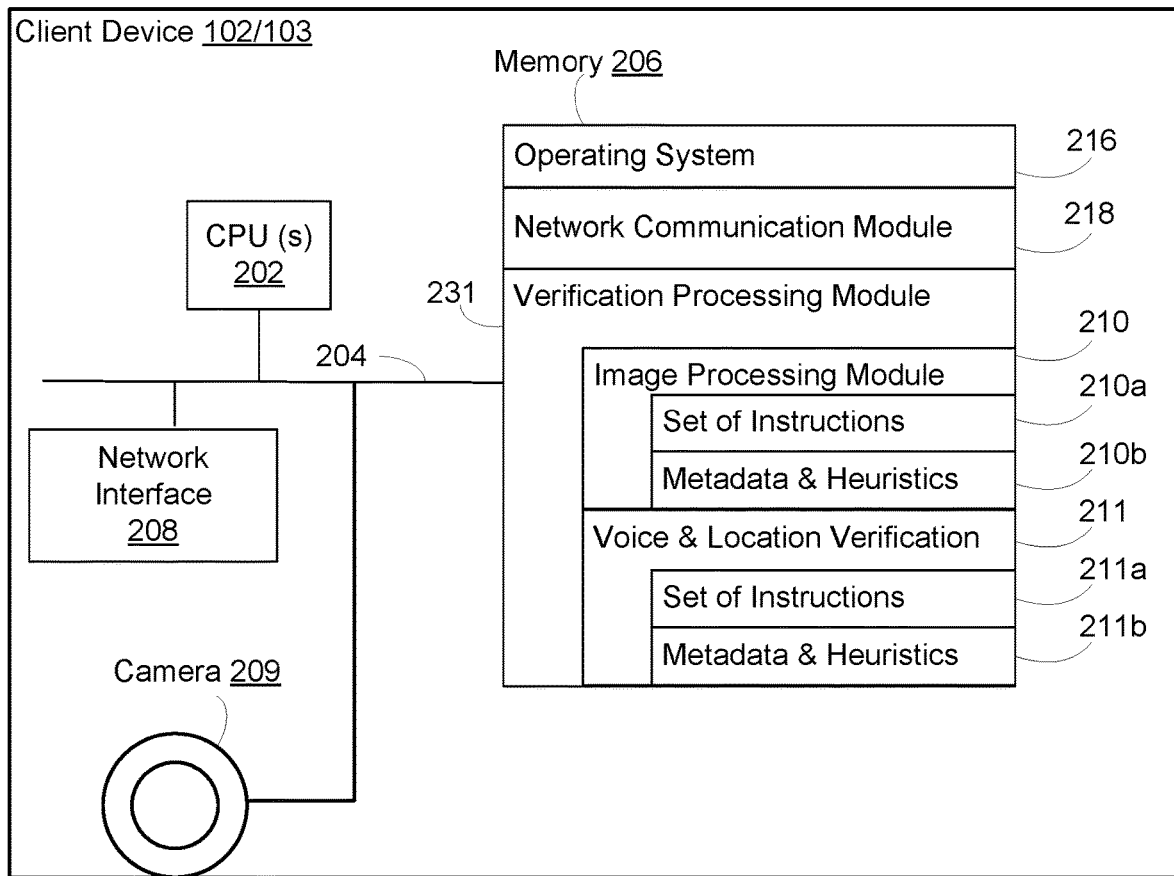 Client Device 102/103
Memory 206
Operating System
216
Network Communication Module
218
CPU (s)
202
231
Verification Processing Module
204
210
Image Processing Module
210a
Set of Instructions
210b
Metadata & Heuristics
Network
Interface
208
211
Voice & Location Verification
211a
Set of Instructions
211b
Metadata & Heuristics
Camera 209